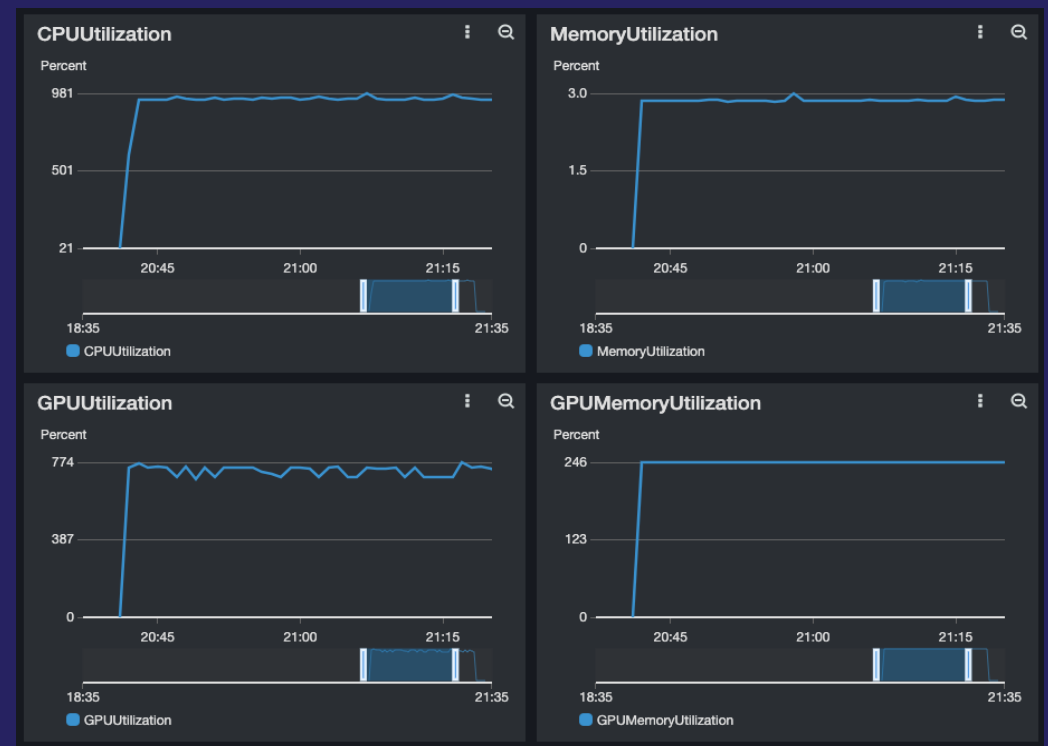 CPUUtilization
Percent
981
501
21
20:45 21:00 21:15
18:35 21:35
CPUUtilization
MemoryUtilization
Percent
3.0
1.5
0
20:45 21:00 21:15
18:35 21:35
MemoryUtilization
GPUUtilization
Percent
774
387
0
20:45 21:00 21:15
18:35 21:35
GPUUtilization
GPUMemoryUtilization
Percent
246
123
0
20:45 21:00 21:15
18:35 21:35
GPUMemoryUtilization